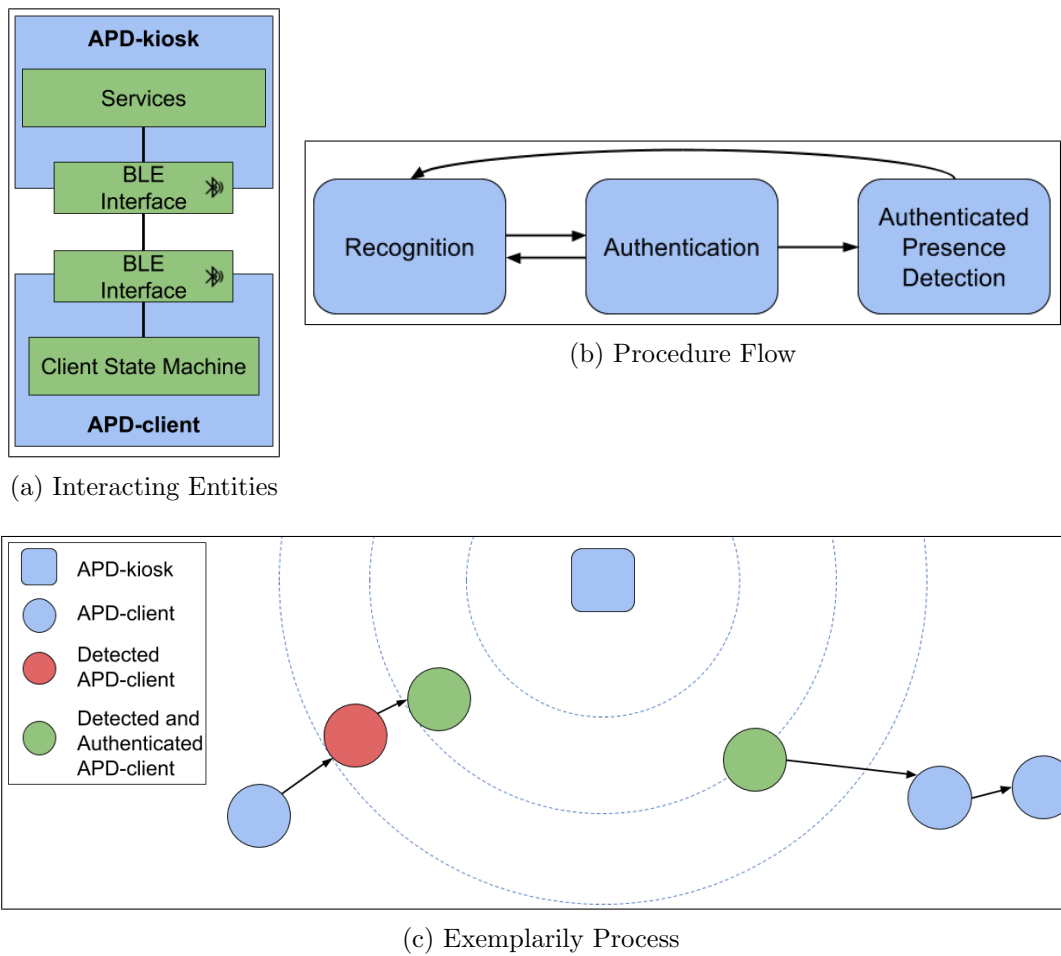 APD-kiosk
Services
BLE
Interface
BLE
Interface
Client State Machine
APD-client
(a) Interacting Entities
Recognition
Authentication
Authenticated
Presence
Detection
(b) Procedure Flow
APD-kiosk
APD-client
Detected
APD-client
Detected and
Authenticated
APD-client
(c) Exemplarily Process